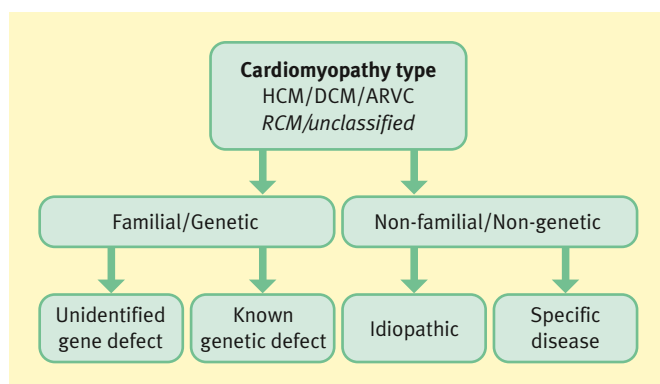 Cardiomyopathy type
HCM/DCM/ARVC
RCM/unclassified
Familial/Genetic
Non-familial/Non-genetic
Unidentified
gene defect
Known
genetic defect
Idiopathic
Specific
disease